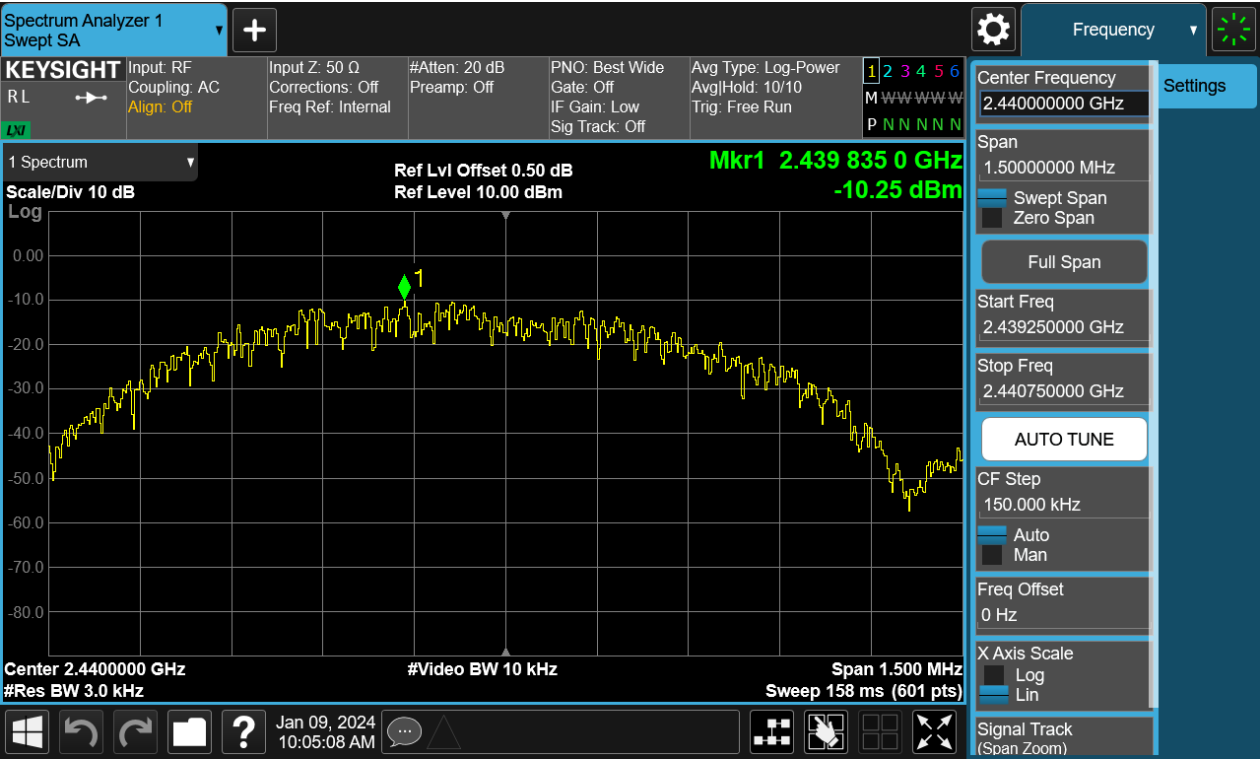 Spectrum Analyzer 1
Swept SA
Frequency
KEYSIGHT
R L
LXI
Input: RF
Coupling: AC
Align: Off
Input Z: 50 Ω
Corrections: Off
Freq Ref: Internal
#Atten: 20 dB
Preamp: Off
PNO: Best Wide
Gate: Off
IF Gain: Low
Sig Track: Off
Avg Type: Log-Power
Avg|Hold: 10/10
Trig: Free Run
1 2 3 4 5 6
M W W W W W
P N N N N N
1 Spectrum
Scale/Div 10 dB
Log
Ref Lvl Offset 0.50 dB
Ref Level 10.00 dBm
Mkr1 2.439 835 0 GHz
-10.25 dBm
1
0.00
-10.0
-20.0
-30.0
-40.0
-50.0
-60.0
-70.0
-80.0
Center 2.4400000 GHz
#Res BW 3.0 kHz
#Video BW 10 kHz
Span 1.500 MHz
Sweep 158 ms (601 pts)
Center Frequency
2.440000000 GHz
Settings
Span
1.50000000 MHz
Swept Span
Zero Span
Full Span
Start Freq
2.439250000 GHz
Stop Freq
2.440750000 GHz
AUTO TUNE
CF Step
150.000 kHz
Auto
Man
Freq Offset
0 Hz
X Axis Scale
Log
Lin
Signal Track
(Span Zoom)
?
Jan 09, 2024
10:05:08 AM